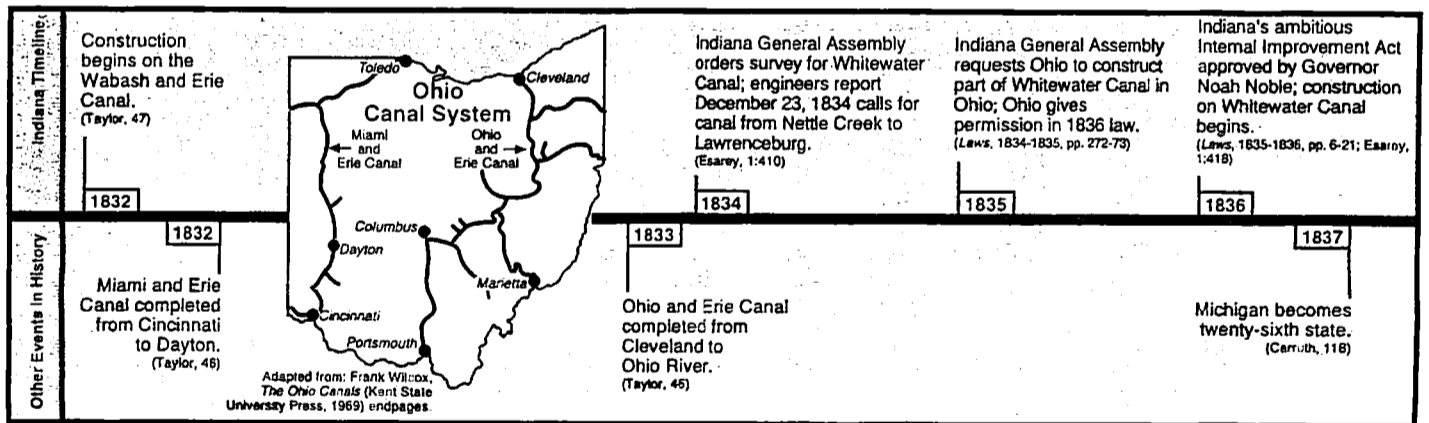 Indiana Timeline
Construction
begins on the
Wabash and Erie
Canal.
(Taylor, 47)
1832
Toledo
Cleveland
Ohio
Canal System
Miami
and
Erie Canal
Ohio
and
Erie Canal
Columbus
Dayton
Marietta
Cincinnati
Portsmouth
Adapted from: Frank Wilcox,
The Ohio Canals (Kent State
University Press, 1969) endpages.
Indiana General Assembly
orders survey for Whitewater
Canal; engineers report
December 23, 1834 calls for
canal from Nettle Creek to
Lawrenceburg.
(Esarey, 1:410)
1834
Indiana General Assembly
requests Ohio to construct
part of Whitewater Canal in
Ohio; Ohio gives
permission in 1836 law.
(Laws, 1834-1835, pp. 272-73)
1835
Indiana's ambitious
Internal Improvement Act
approved by Governor
Noah Noble; construction
on Whitewater Canal
begins.
(Laws, 1835-1836, pp. 6-21; Esarey,
1:418)
1836
Other Events in History
1832
Miami and Erie
Canal completed
from Cincinnati
to Dayton.
(Taylor, 46)
1833
Ohio and Erie Canal
completed from
Cleveland to
Ohio River.
(Taylor, 45)
1837
Michigan becomes
twenty-sixth state.
(Carruth, 118)